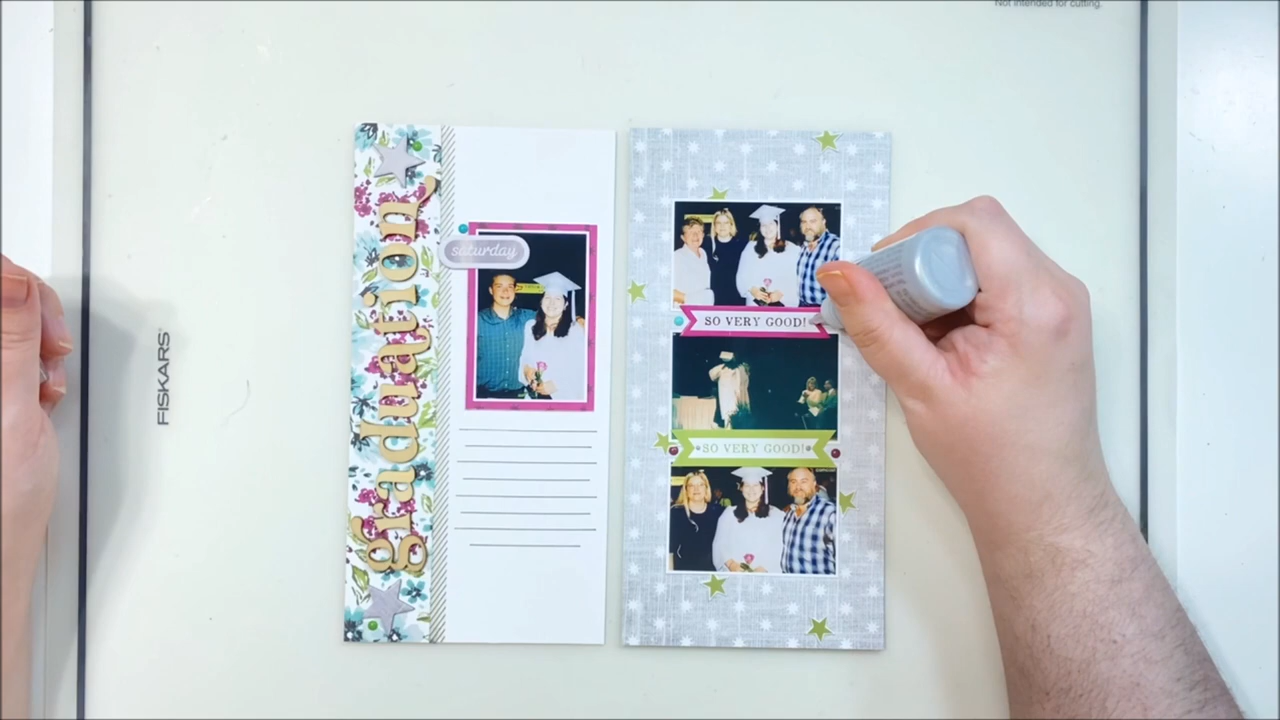 Not intended for cutting.
FISKARS
graduation
saturday
SO VERY GOOD!
SO VERY GOOD!